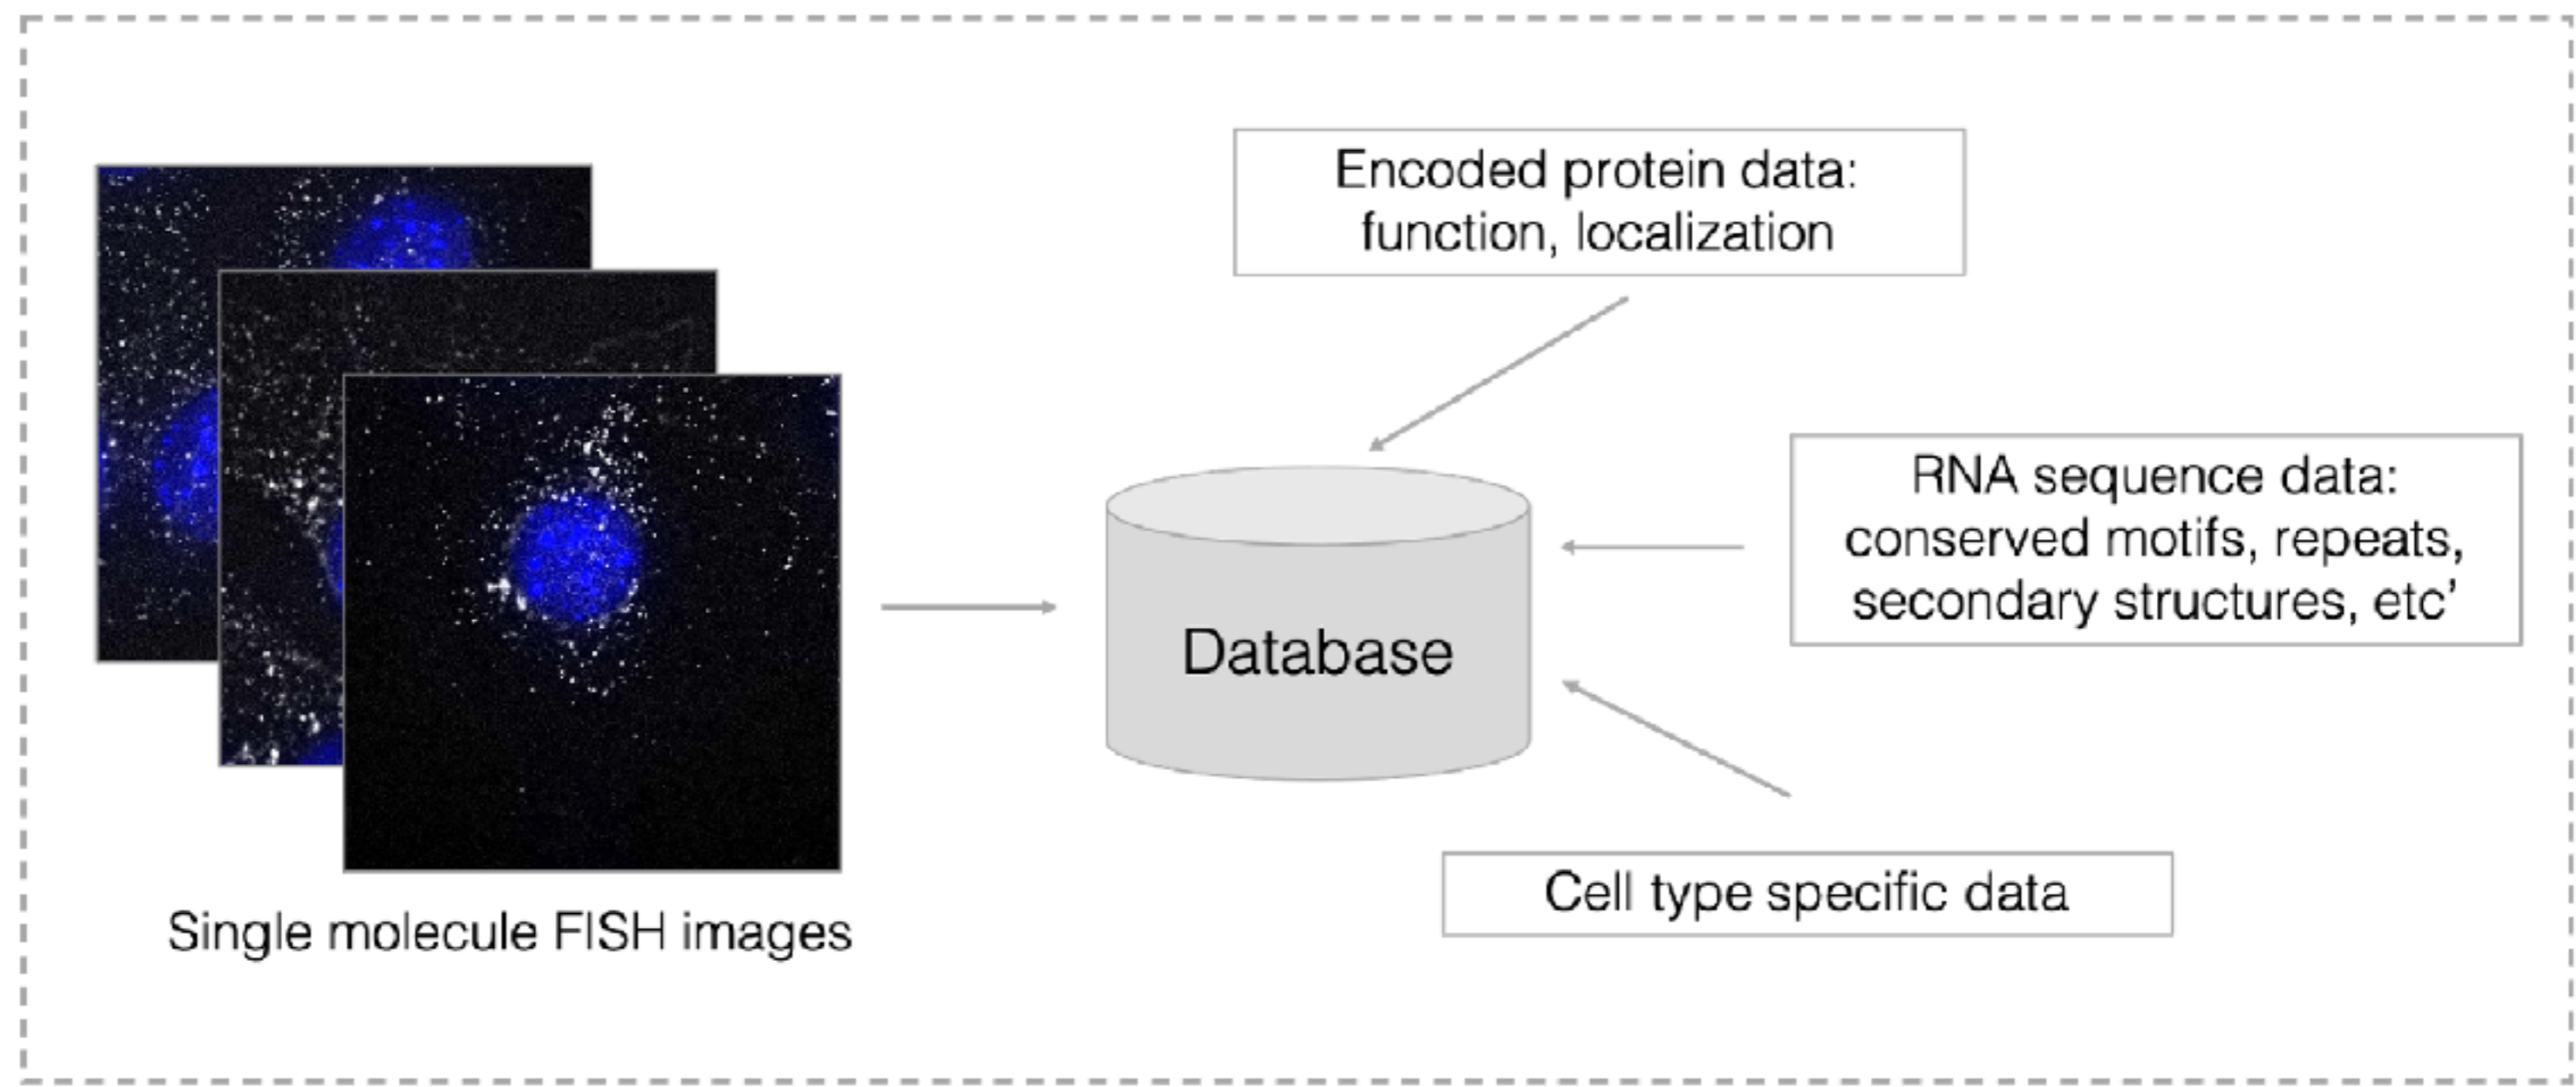 Encoded protein data:
function, localization
RNA sequence data:
conserved motifs, repeats,
secondary structures, etc’
Database
Cell type specific data
Single molecule FISH images